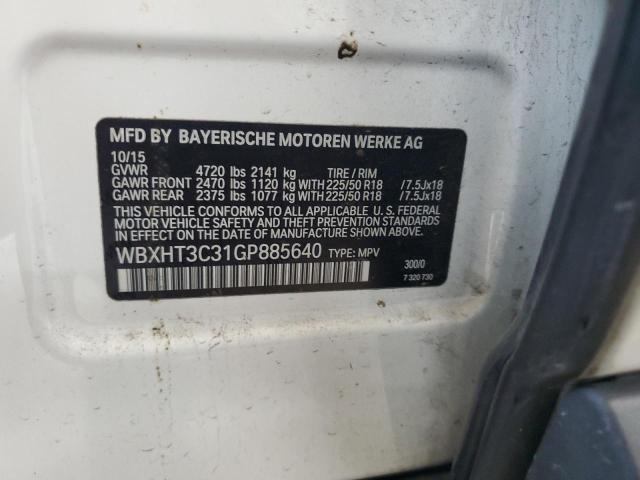 MFD BY BAYERISCHE MOTOREN WERKE AG
10/15
GVWR 4720 lbs 2141 kg TIRE / RIM
GAWR FRONT 2470 lbs 1120 kg WITH 225/50 R18 /7.5Jx18
GAWR REAR 2375 lbs 1077 kg WITH 225/50 R18 /7.5Jx18
THIS VEHICLE CONFORMS TO ALL APPLICABLE U. S. FEDERAL
MOTOR VEHICLE SAFETY AND THEFT PREVENTION STANDARDS
IN EFFECT ON THE DATE OF MANUFACTURE SHOWN ABOVE.
WBXHT3C31GP885640 TYPE: MPV
300/0
7 320 730